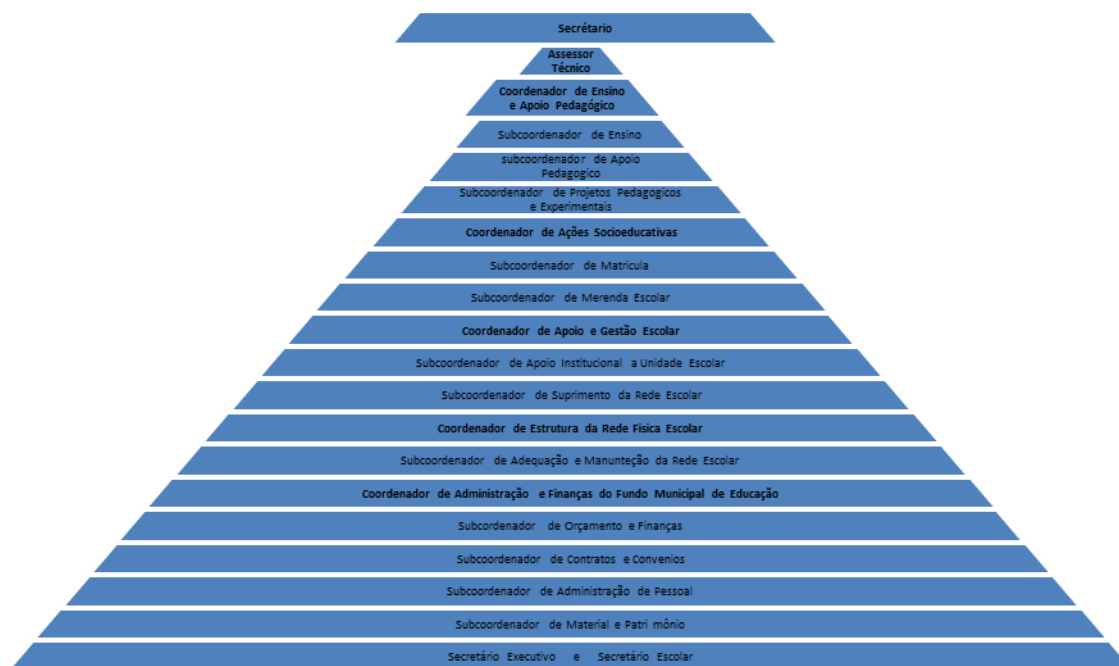 Secrétario
Assessor
Técnico
Coordenador de Ensino
e Apoio Pedagógico
Subcoordenador de Ensino
subcoordenador de Apoio
Pedagogico
Subcoordenador de Projetos Pedagogicos
e Experimentais
Coordenador de Ações Socioeducativas
Subcoordenador de Matricula
Subcoordenador de Merenda Escolar
Coordenador de Apoio e Gestão Escolar
Subcoordenador de Apoio Institucional a Unidade Escolar
Subcoordenador de Suprimento da Rede Escolar
Coordenador de Estrutura da Rede Fisica Escolar
Subcoordenador de Adequação e Manunteção da Rede Escolar
Coordenador de Administração e Finanças do Fundo Municipal de Educação
Subcordenador de Orçamento e Finanças
Subcoordenador de Contratos e Convenios
Subcoordenador de Administração de Pessoal
Subcoordenador de Material e Patri mônio
Secretário Executivo e Secretário Escolar